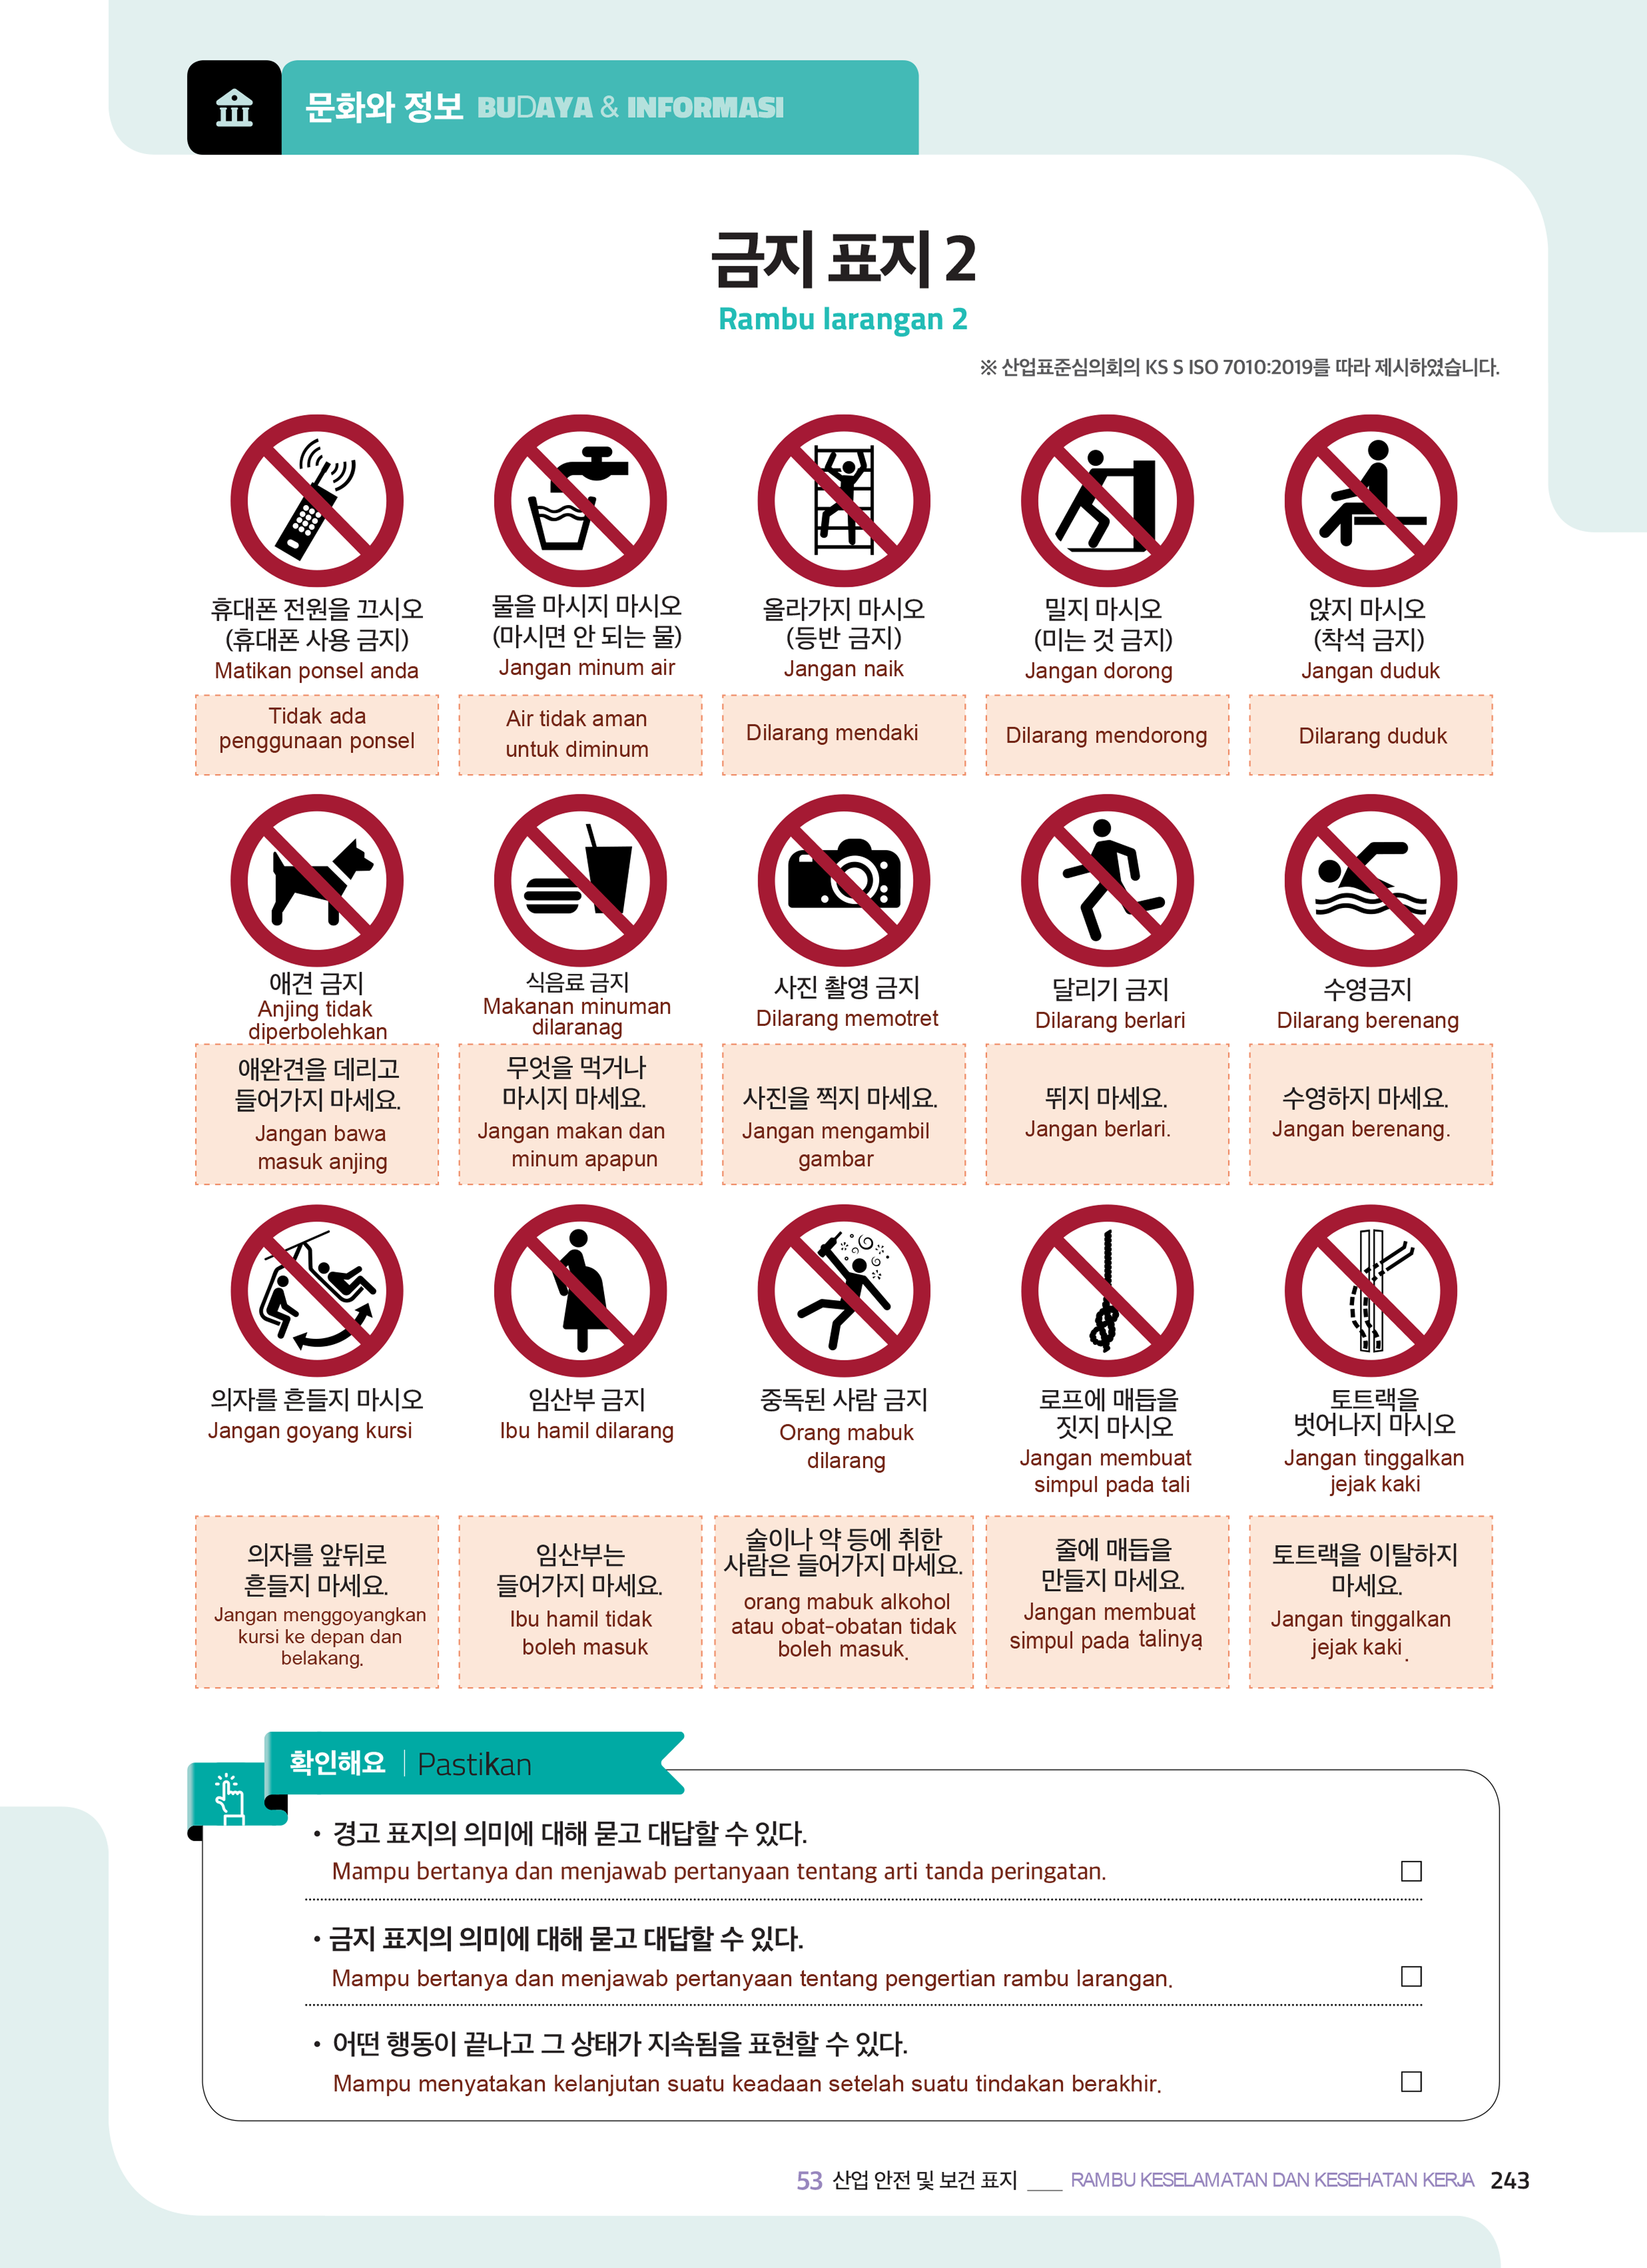 문화와 정보 BUDAYA & INFORMASI
금지 표지 2
Rambu larangan 2
※ 산업표준심의회의 KS S ISO 7010:2019를 따라 제시하였습니다.
휴대폰 전원을 끄시오
(휴대폰 사용 금지)
Matikan ponsel anda
Tidak ada
penggunaan ponsel
물을 마시지 마시오
(마시면 안 되는 물)
Jangan minum air
Air tidak aman
untuk diminum
올라가지 마시오
(등반 금지)
Jangan naik
Dilarang mendaki
밀지 마시오
(미는 것 금지)
Jangan dorong
Dilarang mendorong
앉지 마시오
(착석 금지)
Jangan duduk
Dilarang duduk
애견 금지
Anjing tidak
diperbolehkan
애완견을 데리고
들어가지 마세요.
Jangan bawa
masuk anjing
식음료 금지
Makanan minuman
dilaranag
무엇을 먹거나
마시지 마세요.
Jangan makan dan
minum apapun
사진 촬영 금지
Dilarang memotret
사진을 찍지 마세요.
Jangan mengambil
gambar
달리기 금지
Dilarang berlari
뛰지 마세요.
Jangan berlari.
수영금지
Dilarang berenang
수영하지 마세요.
Jangan berenang.
의자를 흔들지 마시오
Jangan goyang kursi
의자를 앞뒤로
흔들지 마세요.
Jangan menggoyangkan
kursi ke depan dan
belakang.
임산부 금지
Ibu hamil dilarang
임산부는
들어가지 마세요.
Ibu hamil tidak
boleh masuk
중독된 사람 금지
Orang mabuk
dilarang
술이나 약 등에 취한
사람은 들어가지 마세요.
orang mabuk alkohol
atau obat-obatan tidak
boleh masuk.
로프에 매듭을
짓지 마시오
Jangan membuat
simpul pada tali
줄에 매듭을
만들지 마세요.
Jangan membuat
simpul pada talinya.
토트랙을
벗어나지 마시오
Jangan tinggalkan
jejak kaki
토트랙을 이탈하지
마세요.
Jangan tinggalkan
jejak kaki.
확인해요 | Pastikan
• 경고 표지의 의미에 대해 묻고 대답할 수 있다.
Mampu bertanya dan menjawab pertanyaan tentang arti tanda peringatan. □
• 금지 표지의 의미에 대해 묻고 대답할 수 있다.
Mampu bertanya dan menjawab pertanyaan tentang pengertian rambu larangan. □
• 어떤 행동이 끝나고 그 상태가 지속됨을 표현할 수 있다.
Mampu menyatakan kelanjutan suatu keadaan setelah suatu tindakan berakhir. □
53 산업 안전 및 보건 표지 ___ RAMBU KESELAMATAN DAN KESEHATAN KERJA 243